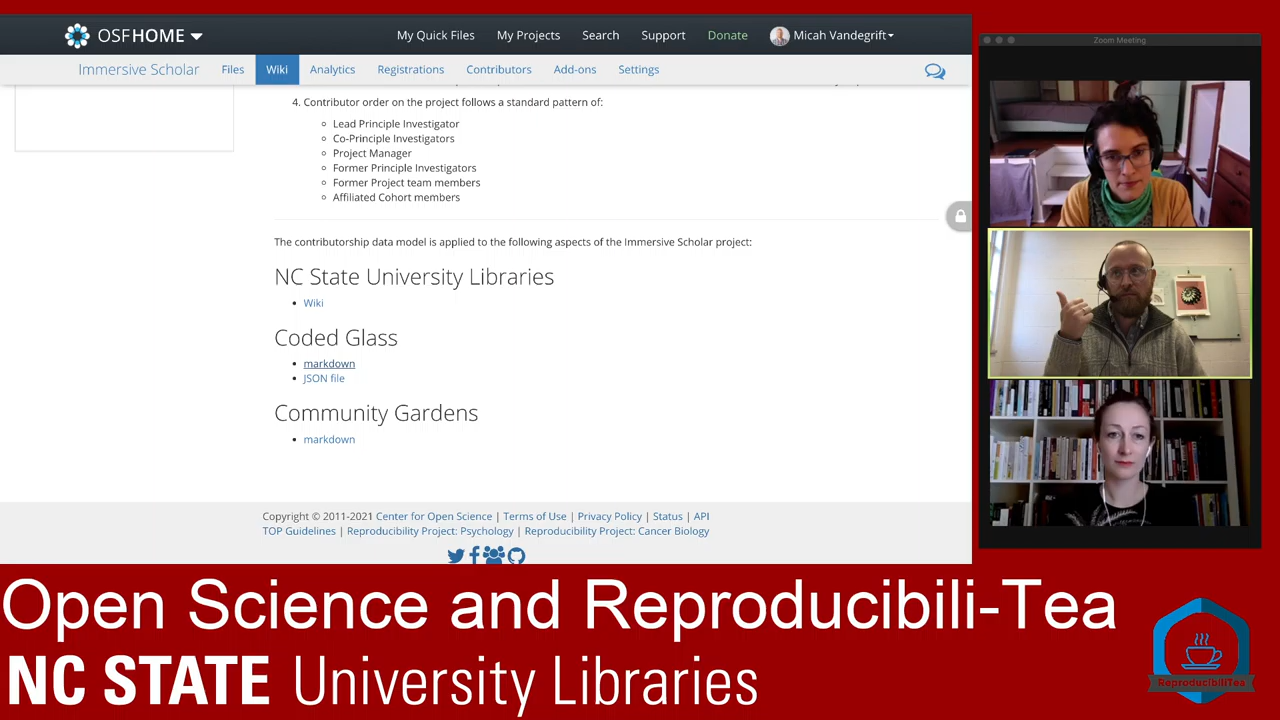 OSFHOME
My Quick Files
My Projects
Search
Support
Donate
Micah Vandegrift
Immersive Scholar
Files
Wiki
Analytics
Registrations
Contributors
Add-ons
Settings
4. Contributor order on the project follows a standard pattern of:
Lead Principle Investigator
Co-Principle Investigators
Project Manager
Former Principle Investigators
Former Project team members
Affiliated Cohort members
The contributorship data model is applied to the following aspects of the Immersive Scholar project:
NC State University Libraries
Wiki
Coded Glass
markdown
JSON file
Community Gardens
markdown
Copyright © 2011-2021 Center for Open Science | Terms of Use | Privacy Policy | Status | API
TOP Guidelines | Reproducibility Project: Psychology | Reproducibility Project: Cancer Biology
Zoom Meeting
Open Science and Reproducibili-Tea
NC STATE University Libraries
ReproducibiliTea